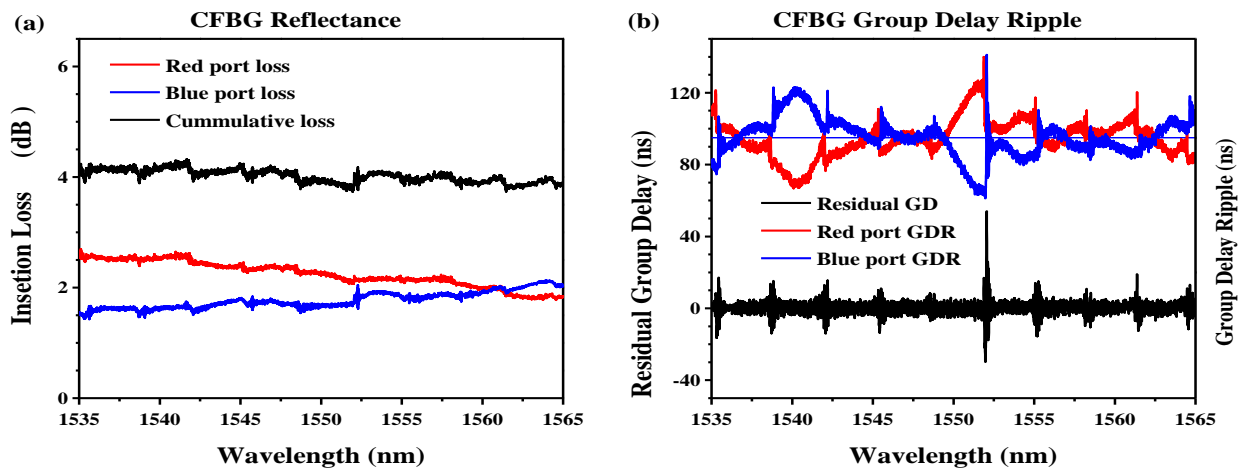 (a)
CFBG Reflectance
6
4
2
0
Insetion Loss (dB)
Red port loss
Blue port loss
Cummulative loss
1535
1540
1545
1550
1555
1560
1565
Wavelength (nm)
(b)
CFBG Group Delay Ripple
120
80
40
0
-40
Residual Group Delay (ns)
Residual GD
Red port GDR
Blue port GDR
Group Delay Ripple (ns)
1535
1540
1545
1550
1555
1560
1565
Wavelength (nm)